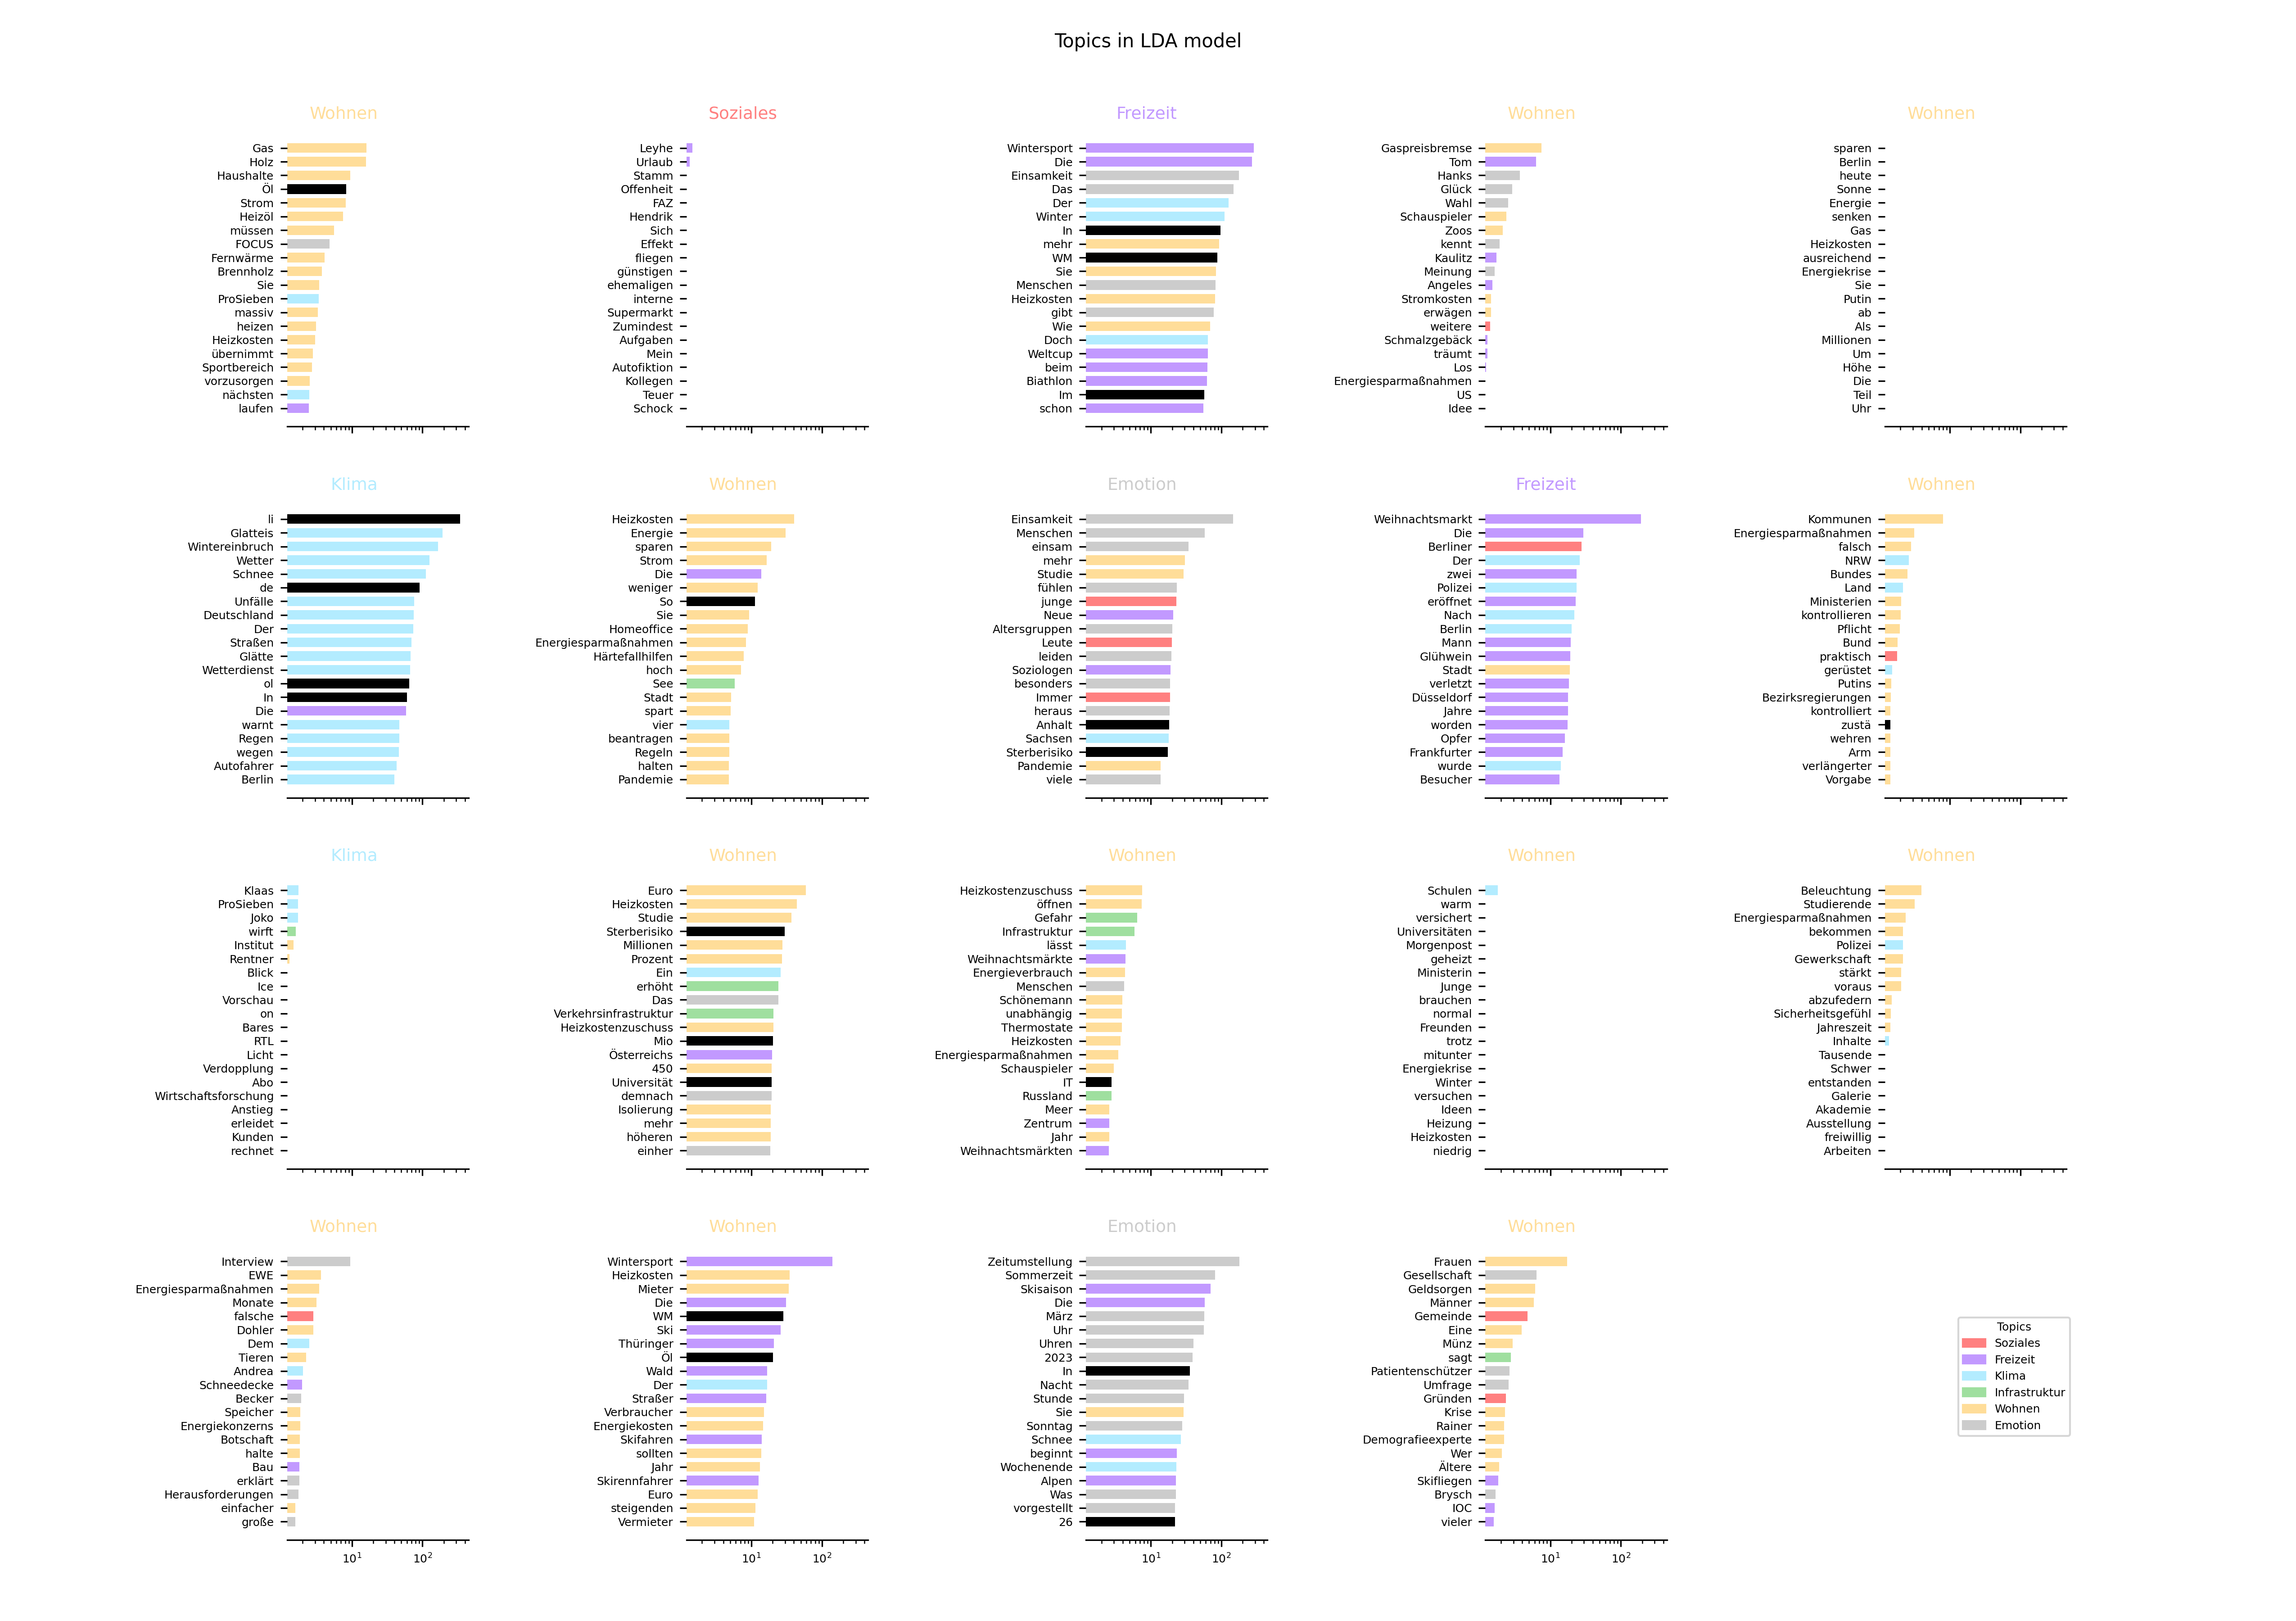 Topics in LDA model
Wohnen
Gas
Holz
Haushalte
Öl
Strom
Heizöl
müssen
FOCUS
Fernwärme
Brennholz
Sie
ProSieben
massiv
heizen
Heizkosten
übernimmt
Sportbereich
vorzusorgen
nächsten
laufen
Soziales
Leyhe
Urlaub
Stamm
Offenheit
FAZ
Hendrik
Sich
Effekt
fliegen
günstigen
ehemaligen
interne
Supermarkt
Zumindest
Aufgaben
Mein
Autofiktion
Kollegen
Teuer
Schock
Freizeit
Wintersport
Die
Einsamkeit
Das
Der
Winter
In
mehr
WM
Sie
Menschen
Heizkosten
gibt
Wie
Doch
Weltcup
beim
Biathlon
Im
schon
Wohnen
Gaspreisbremse
Tom
Hanks
Glück
Wahl
Schauspieler
Zoos
kennt
Kaulitz
Meinung
Angeles
Stromkosten
erwägen
weitere
Schmalzgebäck
träumt
Los
Energiesparmaßnahmen
US
Idee
Wohnen
sparen
Berlin
heute
Sonne
Energie
senken
Gas
Heizkosten
ausreichend
Energiekrise
Sie
Putin
ab
Als
Millionen
Um
Höhe
Die
Teil
Uhr
Klima
li
Glatteis
Wintereinbruch
Wetter
Schnee
de
Unfälle
Deutschland
Der
Straßen
Glätte
Wetterdienst
ol
In
Die
warnt
Regen
wegen
Autofahrer
Berlin
Wohnen
Heizkosten
Energie
sparen
Strom
Die
weniger
So
Sie
Homeoffice
Energiesparmaßnahmen
Härtefallhilfen
hoch
See
Stadt
spart
vier
beantragen
Regeln
halten
Pandemie
Emotion
Einsamkeit
Menschen
einsam
mehr
Studie
fühlen
junge
Neue
Altersgruppen
Leute
leiden
Soziologen
besonders
Immer
heraus
Anhalt
Sachsen
Sterberisiko
Pandemie
viele
Freizeit
Weihnachtsmarkt
Die
Berliner
Der
zwei
Polizei
eröffnet
Nach
Berlin
Mann
Glühwein
Stadt
verletzt
Düsseldorf
Jahre
worden
Opfer
Frankfurter
wurde
Besucher
Wohnen
Kommunen
Energiesparmaßnahmen
falsch
NRW
Bundes
Land
Ministerien
kontrollieren
Pflicht
Bund
praktisch
gerüstet
Putins
Bezirksregierungen
kontrolliert
zustä
wehren
Arm
verlängerter
Vorgabe
Klima
Klaas
ProSieben
Joko
wirft
Institut
Rentner
Blick
Ice
Vorschau
on
Bares
RTL
Licht
Verdopplung
Abo
Wirtschaftsforschung
Anstieg
erleidet
Kunden
rechnet
Wohnen
Euro
Heizkosten
Studie
Sterberisiko
Millionen
Prozent
Ein
erhöht
Das
Verkehrsinfrastruktur
Heizkostenzuschuss
Mio
Österreichs
450
Universität
demnach
Isolierung
mehr
höheren
einher
Wohnen
Heizkostenzuschuss
öffnen
Gefahr
Infrastruktur
lässt
Weihnachtsmärkte
Energieverbrauch
Menschen
Schönemann
unabhängig
Thermostate
Heizkosten
Energiesparmaßnahmen
Schauspieler
IT
Russland
Meer
Zentrum
Jahr
Weihnachtsmärkten
Wohnen
Schulen
warm
versichert
Universitäten
Morgenpost
geheizt
Ministerin
Junge
brauchen
normal
Freunden
trotz
mitunter
Energiekrise
Winter
versuchen
Ideen
Heizung
Heizkosten
niedrig
Wohnen
Beleuchtung
Studierende
Energiesparmaßnahmen
bekommen
Polizei
Gewerkschaft
stärkt
voraus
abzufedern
Sicherheitsgefühl
Jahreszeit
Inhalte
Tausende
Schwer
entstanden
Galerie
Akademie
Ausstellung
freiwillig
Arbeiten
Wohnen
Interview
EWE
Energiesparmaßnahmen
Monate
falsche
Dohler
Dem
Tieren
Andrea
Schneedecke
Becker
Speicher
Energiekonzerns
Botschaft
halte
Bau
erklärt
Herausforderungen
einfacher
große
10¹ 10²
Wohnen
Wintersport
Heizkosten
Mieter
Die
WM
Ski
Thüringer
Öl
Wald
Der
Straßer
Verbraucher
Energiekosten
Skifahren
sollten
Jahr
Skirennfahrer
Euro
steigenden
Vermieter
10¹ 10²
Emotion
Zeitumstellung
Sommerzeit
Skisaison
Die
März
Uhr
Uhren
2023
In
Nacht
Stunde
Sie
Sonntag
Schnee
beginnt
Wochenende
Alpen
Was
vorgestellt
26
10¹ 10²
Wohnen
Frauen
Gesellschaft
Geldsorgen
Männer
Gemeinde
Eine
Münz
sagt
Patientenschützer
Umfrage
Gründen
Krise
Rainer
Demografieexperte
Wer
Ältere
Skifliegen
Brysch
IOC
vieler
10¹ 10²
Topics
Soziales
Freizeit
Klima
Infrastruktur
Wohnen
Emotion